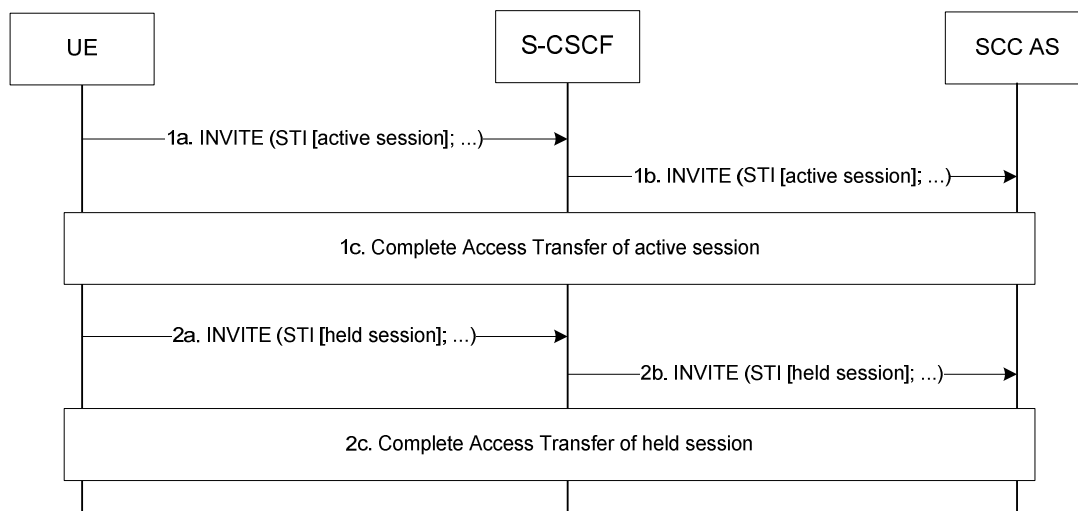 UE
S-CSCF
SCC AS
1a. INVITE (STI [active session]; ...)
1b. INVITE (STI [active session]; ...)
1c. Complete Access Transfer of active session
2a. INVITE (STI [held session]; ...)
2b. INVITE (STI [held session]; ...)
2c. Complete Access Transfer of held session